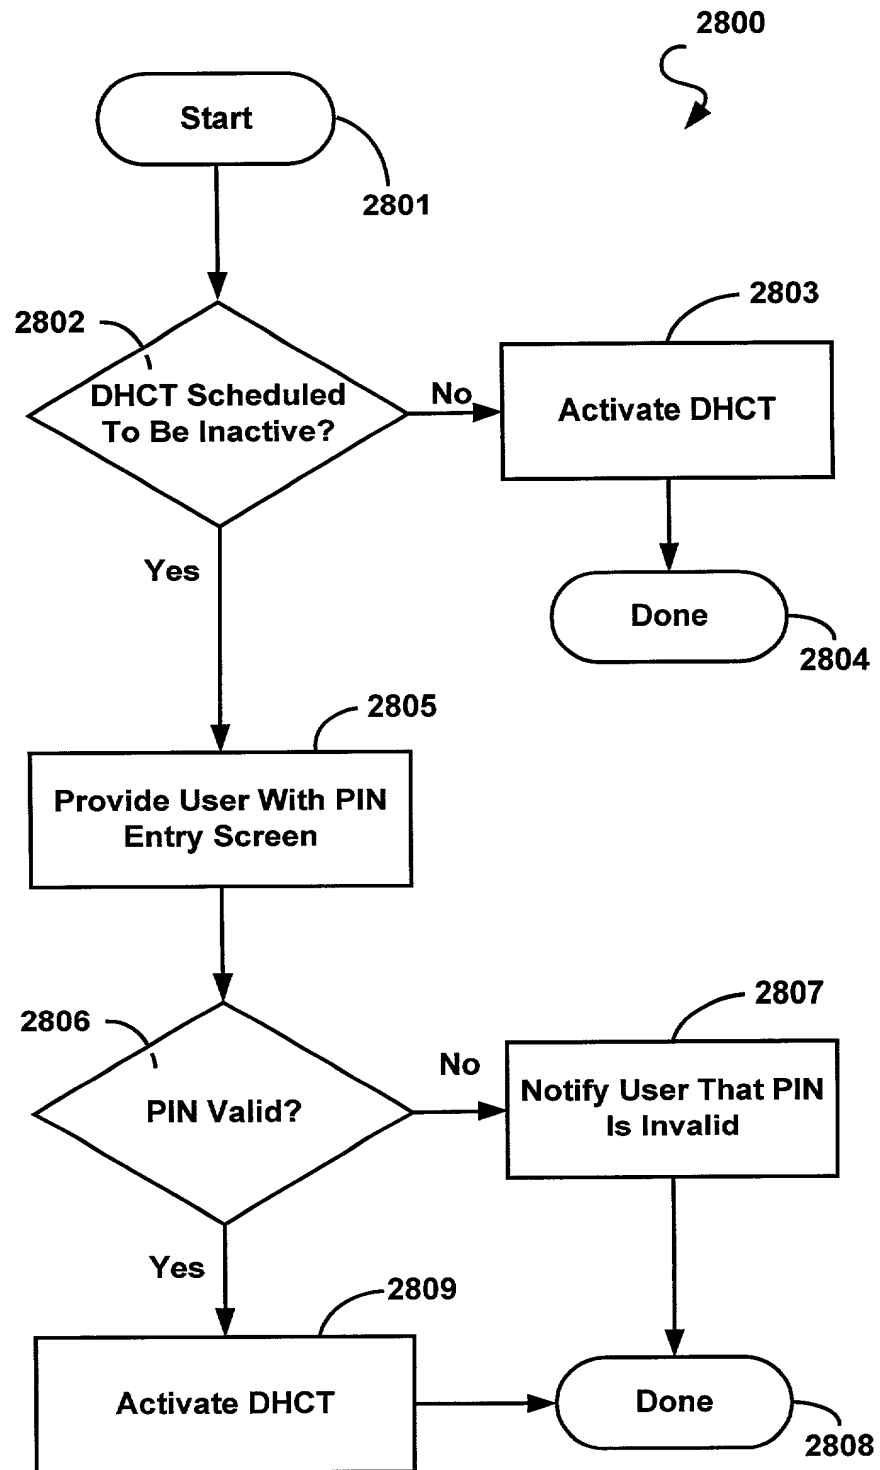 2800
Start
2801
2802
DHCT Scheduled
To Be Inactive?
No
2803
Activate DHCT
Yes
Done
2804
2805
Provide User With PIN
Entry Screen
2806
PIN Valid?
No
2807
Notify User That PIN
Is Invalid
Yes
2809
Activate DHCT
Done
2808